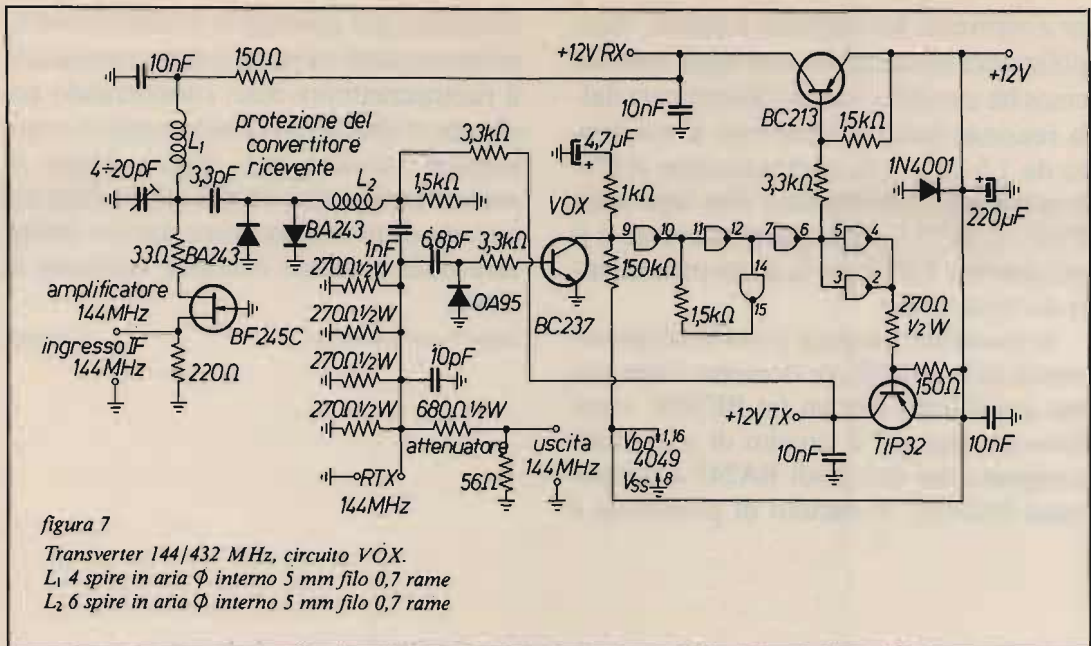 10nF
150Ω
+12V RX
+12V
BC213
10nF
15kΩ
protezione del
convertitore
ricevente
3,3kΩ
4,7µF
L1
4÷20pF
3,3pF
L2
1,5kΩ
1kΩ
VOX
3,3kΩ
1N4001
220µF
BA243
BA243
33Ω
1nF
6,8pF
3,3kΩ
9
10
11
12
7
6
5
4
3
2
14
15
270Ω½W
270Ω½W
270Ω½W
270Ω½W
OA95
BC237
150kΩ
1,5kΩ
270Ω
½W
amplificatore
144MHz
ingresso IF
144MHz
BF245C
220Ω
10pF
680Ω ½W
attenuatore
56Ω
uscita
144MHz
RTX
144MHz
VDD 1,16
4049
VSS 8
+12V TX
10nF
150Ω
TIP32
10nF
figura 7
Transverter 144/432 MHz, circuito VOX.
L1 4 spire in aria Φ interno 5 mm filo 0,7 rame
L2 6 spire in aria Φ interno 5 mm filo 0,7 rame